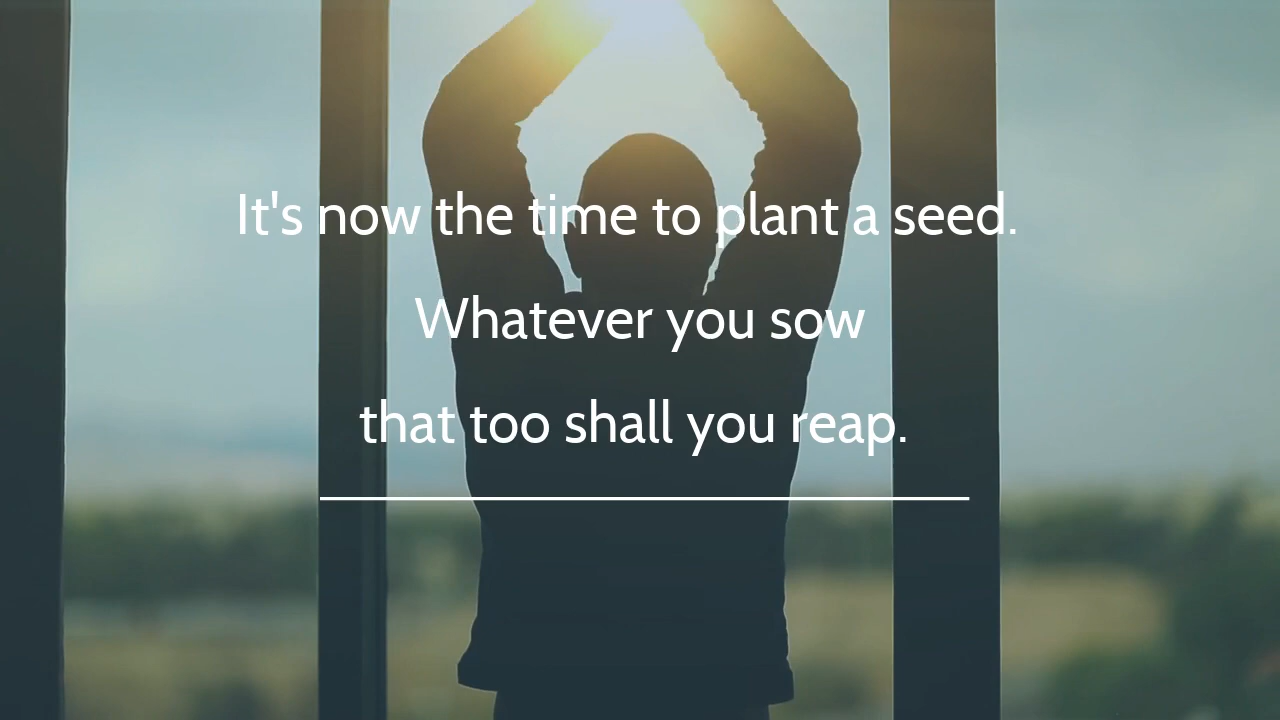 It's now the time to plant a seed.
Whatever you sow
that too shall you reap.